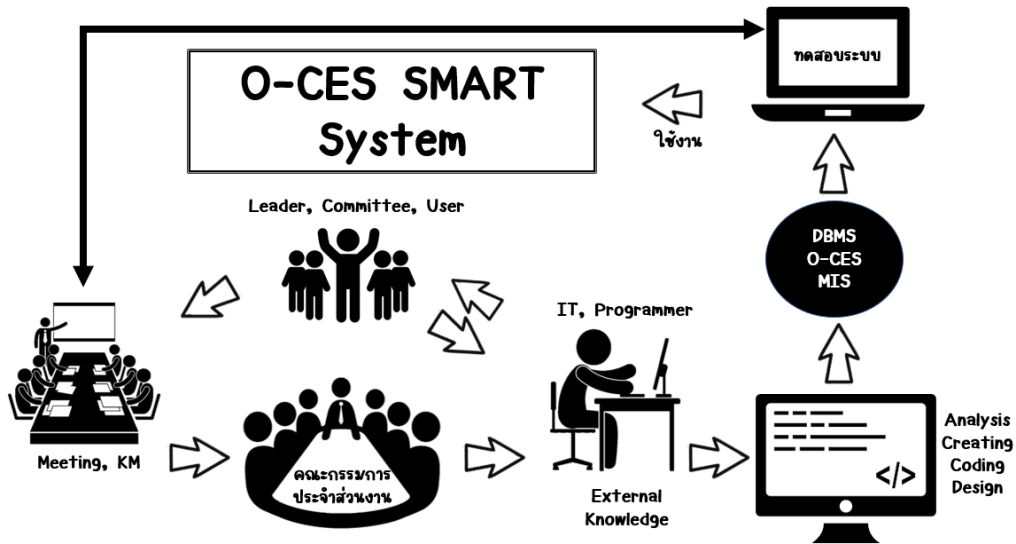 ทดสอบระบบ
O-CES SMART
System
ใช้งาน
Leader, Committee, User
DBMS
O-CES
MIS
IT, Programmer
Analysis
Creating
Coding
Design
</>
Meeting, KM
คณะกรรมการ
ประจำส่วนงาน
External
Knowledge